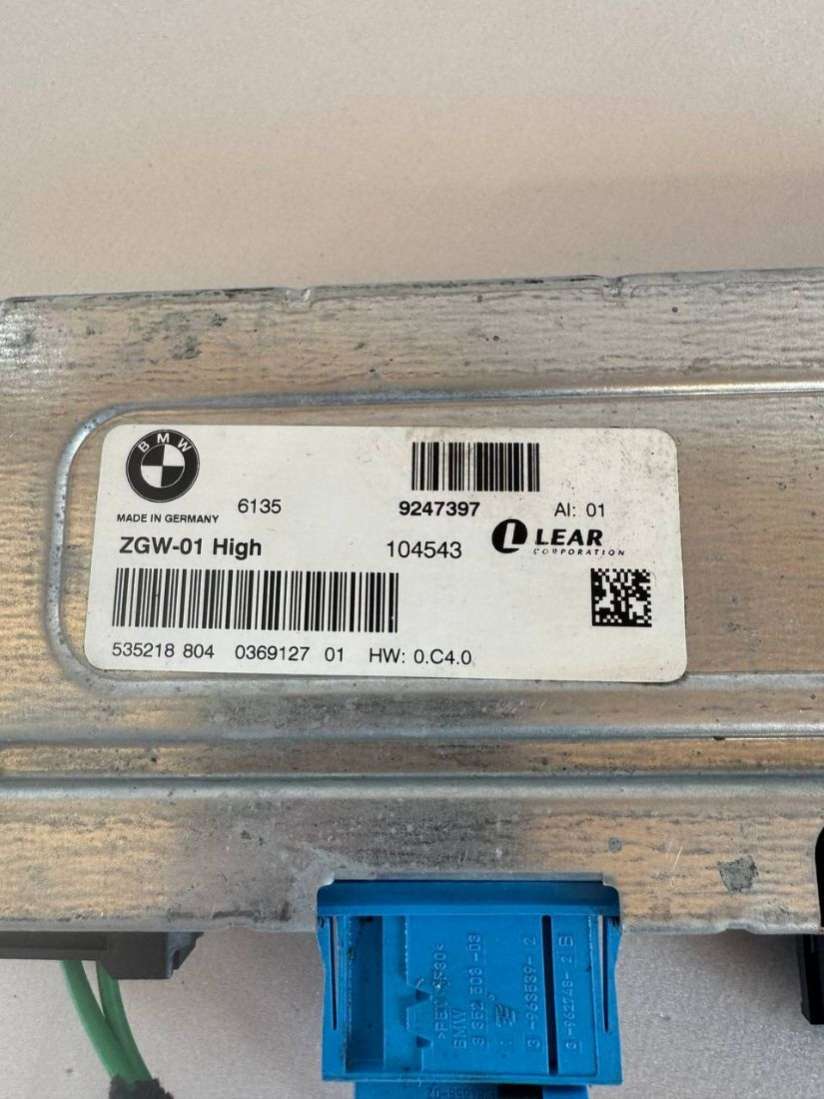 BMW
6135
9247397
AI: 01
MADE IN GERMANY
ZGW-01 High
104543
LEAR
CORPORATION
535218 804 0369127 01 HW: 0.C4.0
BMW